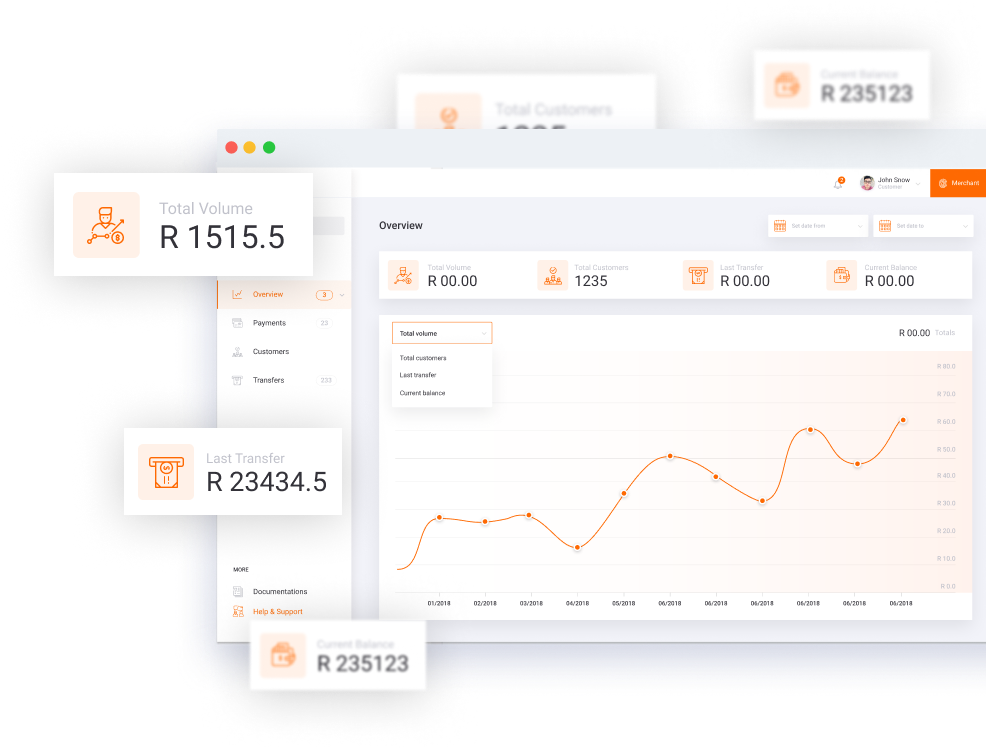 Total Customers
Current Balance
R 235123
Total Volume
R 1515.5
2
John Snow
Customer
Merchant
Overview
Set date from
Set date to
Total Volume
R 00.00
Total Customers
1235
Last Transfer
R 00.00
Current Balance
R 00.00
Overview
3
Payments
23
Customers
Transfers
233
Total volume
Total customers
Last transfer
Current balance
R 00.00 Totals
R 80.0
R 70.0
R 60.0
R 50.0
R 40.0
R 30.0
R 20.0
R 10.0
R 0.0
01/2018 02/2018 03/2018 04/2018 05/2018 06/2018 06/2018 06/2018 06/2018 06/2018 06/2018
Last Transfer
R 23434.5
MORE
Documentations
Help & Support
Current Balance
R 235123